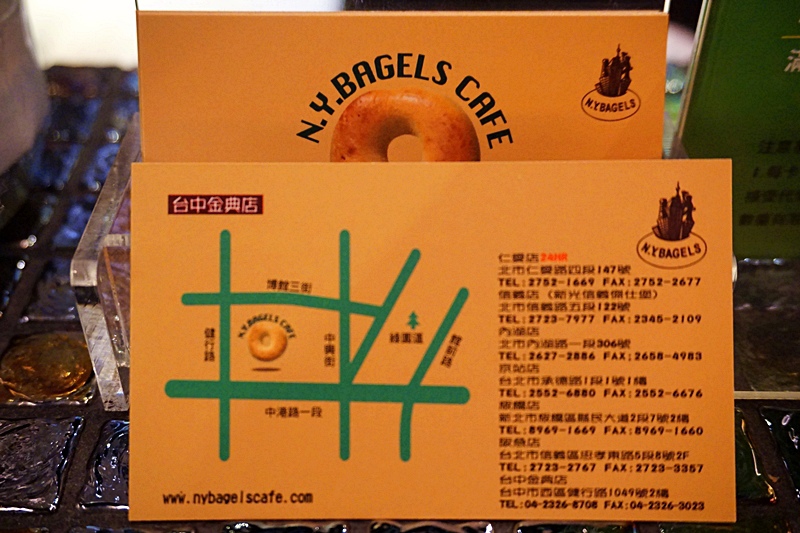 N.Y.BAGELS CAFE
N.Y.BAGELS
台中金典店
N.Y.BAGELS
博館三街
健行路
N.Y.BAGELS CAFE
中興街
綠園道
館前路
中港路一段
www.nybagelscafe.com
仁愛店 24HR
北市仁愛路四段147號
TEL:2752-1669 FAX:2752-2677
信義店(新光信義傑仕堡)
北市信義路五段122號
TEL:2723-7977 FAX:2345-2109
內湖店
北市內湖路一段306號
TEL:2627-2886 FAX:2658-4983
京站店
台北市承德路1段1號1樓
TEL:2552-6880 FAX:2552-6676
板橋店
新北市板橋區縣民大道2段7號2樓
TEL:8969-1669 FAX:8969-1660
阪急店
台北市信義區忠孝東路5段8號2F
TEL:2723-2767 FAX:2723-3357
台中金典店
台中市西區健行路1049號2樓
TEL:04-2326-8708 FAX:04-2326-3023
注意
1.每卡